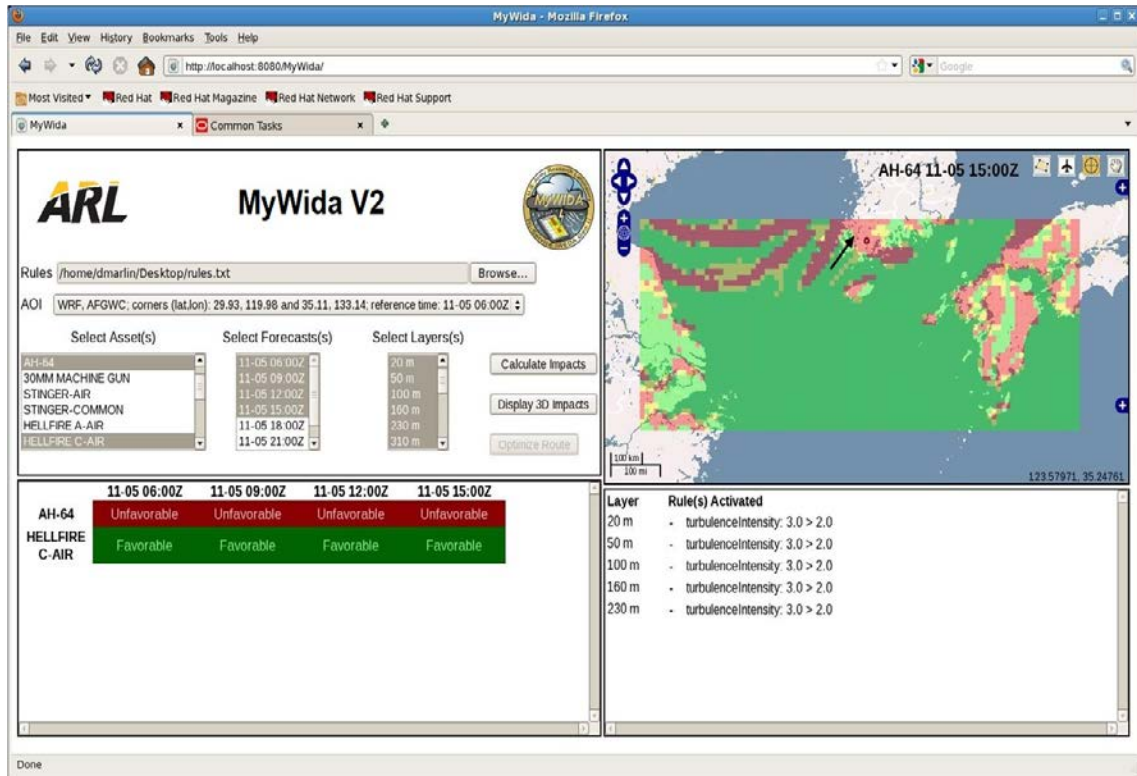 MyWida - Mozilla Firefox
File Edit View History Bookmarks Tools Help
http://localhost:8080/MyWida/
Google
Most Visited Red Hat Red Hat Magazine Red Hat Network Red Hat Support
MyWida Common Tasks
ARL MyWida V2
MyWIDA
Rules /home/dmarlin/Desktop/rules.txt Browse...
AOI WRF, AFGWC; corners (lat,lon): 29.93, 119.98 and 35.11, 133.14; reference time: 11-05 06:00Z
Select Asset(s) Select Forecasts(s) Select Layers(s)
AH-64 11-05 06:00Z 20 m
30MM MACHINE GUN 11-05 09:00Z 50 m
STINGER-AIR 11-05 12:00Z 100 m
STINGER-COMMON 11-05 15:00Z 160 m
HELLFIRE A-AIR 11-05 18:00Z 230 m
HELLFIRE C-AIR 11-05 21:00Z 310 m
Calculate Impacts
Display 3D Impacts
Optimize Route
AH-64 11-05 15:00Z
100 km
100 mi
123.57971, 35.24761
11-05 06:00Z 11-05 09:00Z 11-05 12:00Z 11-05 15:00Z
AH-64 Unfavorable Unfavorable Unfavorable Unfavorable
HELLFIRE
C-AIR Favorable Favorable Favorable Favorable
Layer Rule(s) Activated
20 m - turbulenceIntensity: 3.0 > 2.0
50 m - turbulenceIntensity: 3.0 > 2.0
100 m - turbulenceIntensity: 3.0 > 2.0
160 m - turbulenceIntensity: 3.0 > 2.0
230 m - turbulenceIntensity: 3.0 > 2.0
Done